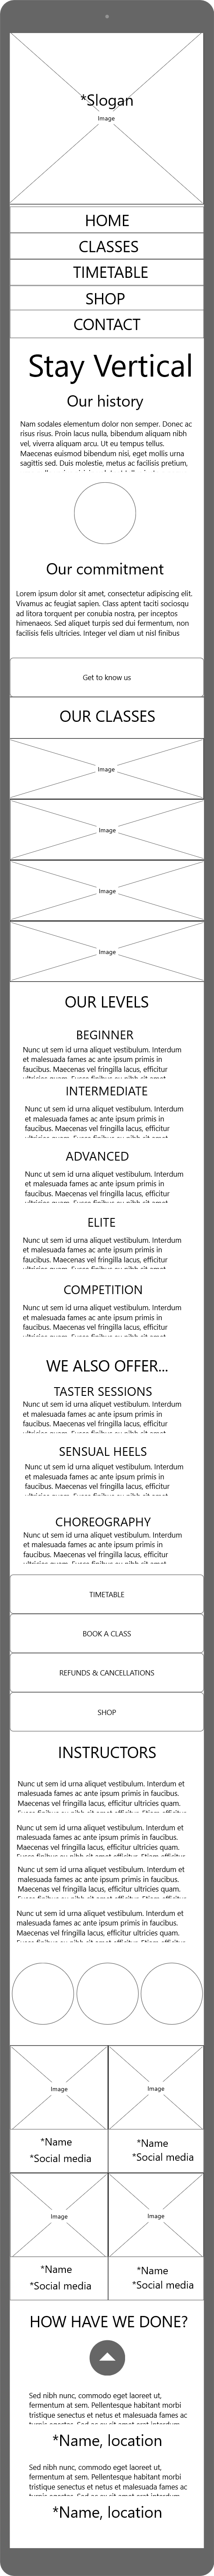 *Slogan
Image
HOME
CLASSES
TIMETABLE
SHOP
CONTACT
Stay Vertical
Our history
Nam sodales elementum dolor non semper. Donec ac
risus risus. Proin lacus nulla, bibendum aliquam nibh
vel, viverra aliquam arcu. Ut eu tempus tellus.
Maecenas euismod bibendum nisi, eget mollis urna
sagittis sed. Duis molestie, metus ac facilisis pretium,
Our commitment
Lorem ipsum dolor sit amet, consectetur adipiscing elit.
Vivamus ac feugiat sapien. Class aptent taciti sociosqu
ad litora torquent per conubia nostra, per inceptos
himenaeos. Sed aliquet turpis sed dui fermentum, non
facilisis felis ultricies. Integer vel diam ut nisl finibus
Get to know us
OUR CLASSES
Image
Image
Image
Image
OUR LEVELS
BEGINNER
Nunc ut sem id urna aliquet vestibulum. Interdum
et malesuada fames ac ante ipsum primis in
faucibus. Maecenas vel fringilla lacus, efficitur
INTERMEDIATE
Nunc ut sem id urna aliquet vestibulum. Interdum
et malesuada fames ac ante ipsum primis in
faucibus. Maecenas vel fringilla lacus, efficitur
ADVANCED
Nunc ut sem id urna aliquet vestibulum. Interdum
et malesuada fames ac ante ipsum primis in
faucibus. Maecenas vel fringilla lacus, efficitur
ELITE
Nunc ut sem id urna aliquet vestibulum. Interdum
et malesuada fames ac ante ipsum primis in
faucibus. Maecenas vel fringilla lacus, efficitur
COMPETITION
Nunc ut sem id urna aliquet vestibulum. Interdum
et malesuada fames ac ante ipsum primis in
faucibus. Maecenas vel fringilla lacus, efficitur
WE ALSO OFFER...
TASTER SESSIONS
Nunc ut sem id urna aliquet vestibulum. Interdum
et malesuada fames ac ante ipsum primis in
faucibus. Maecenas vel fringilla lacus, efficitur
SENSUAL HEELS
Nunc ut sem id urna aliquet vestibulum. Interdum
et malesuada fames ac ante ipsum primis in
faucibus. Maecenas vel fringilla lacus, efficitur
CHOREOGRAPHY
Nunc ut sem id urna aliquet vestibulum. Interdum
et malesuada fames ac ante ipsum primis in
faucibus. Maecenas vel fringilla lacus, efficitur
TIMETABLE
BOOK A CLASS
REFUNDS & CANCELLATIONS
SHOP
INSTRUCTORS
Nunc ut sem id urna aliquet vestibulum. Interdum et
malesuada fames ac ante ipsum primis in faucibus.
Maecenas vel fringilla lacus, efficitur ultricies quam.
Nunc ut sem id urna aliquet vestibulum. Interdum et
malesuada fames ac ante ipsum primis in faucibus.
Maecenas vel fringilla lacus, efficitur ultricies quam.
Nunc ut sem id urna aliquet vestibulum. Interdum et
malesuada fames ac ante ipsum primis in faucibus.
Maecenas vel fringilla lacus, efficitur ultricies quam.
Nunc ut sem id urna aliquet vestibulum. Interdum et
malesuada fames ac ante ipsum primis in faucibus.
Maecenas vel fringilla lacus, efficitur ultricies quam.
Image
Image
*Name
*Social media
*Name
*Social media
Image
Image
*Name
*Social media
*Name
*Social media
HOW HAVE WE DONE?
Sed nibh nunc, commodo eget laoreet ut,
fermentum at sem. Pellentesque habitant morbi
tristique senectus et netus et malesuada fames ac
*Name, location
Sed nibh nunc, commodo eget laoreet ut,
fermentum at sem. Pellentesque habitant morbi
tristique senectus et netus et malesuada fames ac
*Name, location